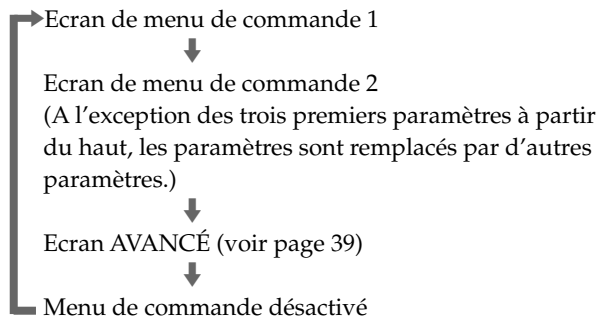 Ecran de menu de commande 1
Ecran de menu de commande 2
(A l'exception des trois premiers paramètres à partir
du haut, les paramètres sont remplacés par d'autres
paramètres.)
Ecran AVANCÉ (voir page 39)
Menu de commande désactivé